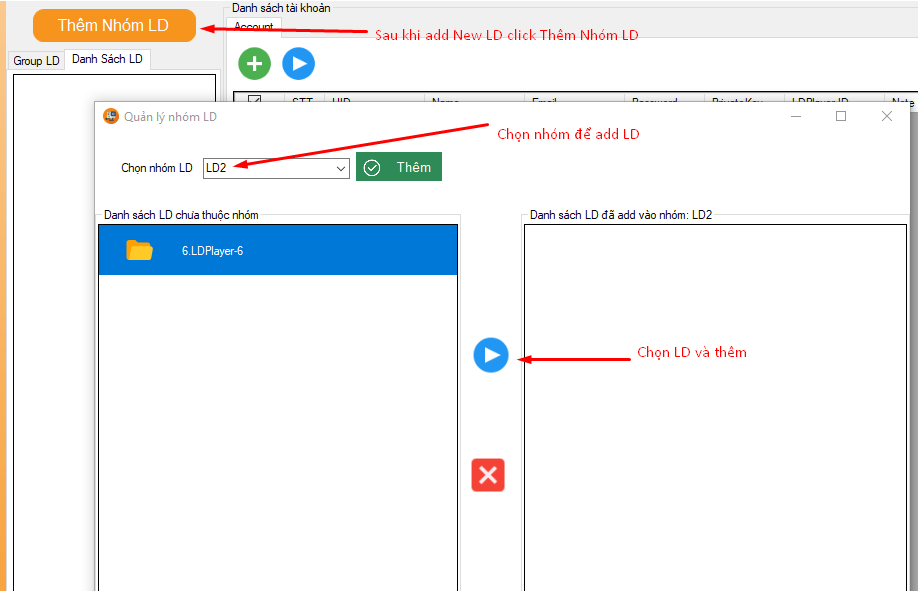 Danh sách tài khoản
Thêm Nhóm LD
Account
Sau khi add New LD click Thêm Nhóm LD
Group LD
Danh Sách LD
STT UID Name Email Password PrivateKey LDPlayer ID Note
Quản lý nhóm LD
Chọn nhóm để add LD
Chọn nhóm LD
LD2
Thêm
Danh sách LD chưa thuộc nhóm
Danh sách LD đã add vào nhóm: LD2
6.LDPlayer-6
Chọn LD và thêm